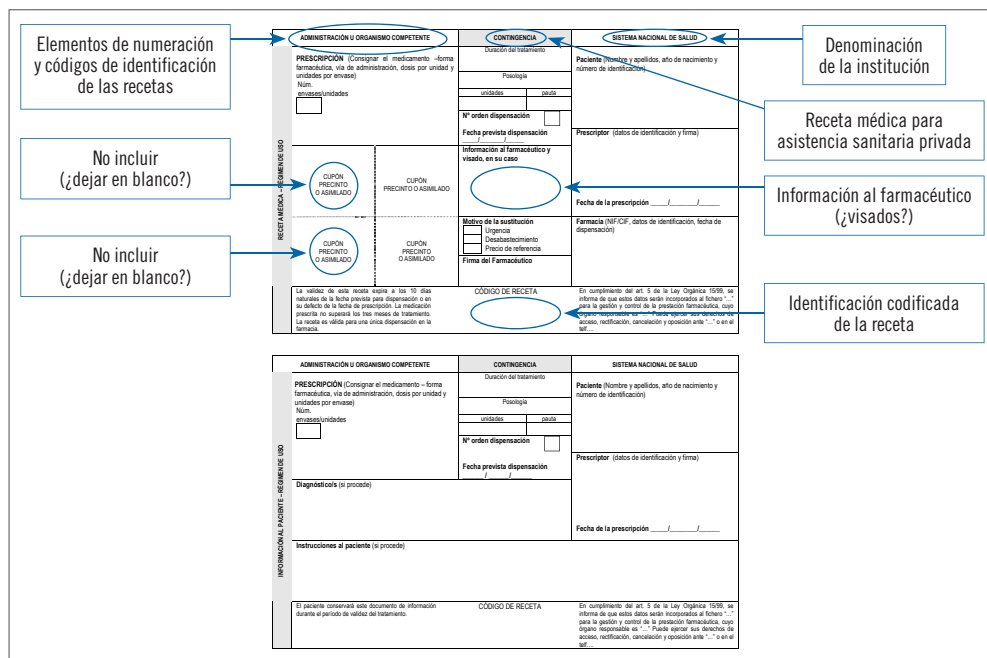 Elementos de numeración
y códigos de identificación
de las recetas
No incluir
(¿dejar en blanco?)
No incluir
(¿dejar en blanco?)
Denominación
de la institución
Receta médica para
asistencia sanitaria privada
Información al farmacéutico
(¿visados?)
Identificación codificada
de la receta
RECETA MÉDICA – RÉGIMEN DE USO
ADMINISTRACIÓN U ORGANISMO COMPETENTE
PRESCRIPCIÓN (Consignar el medicamento –forma
farmacéutica, vía de administración, dosis por unidad y
unidades por envase)
Núm.
envases/unidades
CUPÓN
PRECINTO
O ASIMILADO
CUPÓN
PRECINTO O ASIMILADO
CUPÓN
PRECINTO
O ASIMILADO
CUPÓN
PRECINTO
O ASIMILADO
CONTINGENCIA
Duración del tratamiento
Posología
unidades pauta
Nº orden dispensación
Fecha prevista dispensación
____/_____/____
Información al farmacéutico y
visado, en su caso
Motivo de la sustitución
Urgencia
Desabastecimiento
Precio de referencia
Firma del Farmacéutico
SISTEMA NACIONAL DE SALUD
Paciente (Nombre y apellidos, año de nacimiento y
número de identificación)
Prescriptor (datos de identificación y firma)
Fecha de la prescripción ____/_______/_____
Farmacia (NIF/CIF, datos de identificación, fecha de
dispensación)
La validez de esta receta expira a los 10 días
naturales de la fecha prevista para dispensación o en
su defecto de la fecha de prescripción. La medicación
prescrita no superará los tres meses de tratamiento.
La receta es válida para una única dispensación en la
farmacia.
CÓDIGO DE RECETA
En cumplimiento del art. 5 de la Ley Orgánica 15/99, se
informa de que estos datos serán incorporados al fichero "..."
para la gestión y control de la prestación farmacéutica, cuyo
órgano responsable es "..." Puede ejercer sus derechos de
acceso, rectificación, cancelación y oposición ante "..." o en el
telf....
INFORMACIÓN AL PACIENTE – RÉGIMEN DE USO
ADMINISTRACIÓN U ORGANISMO COMPETENTE
PRESCRIPCIÓN (Consignar el medicamento – forma
farmacéutica, vía de administración, dosis por unidad y
unidades por envase)
Núm.
envases/unidades
CONTINGENCIA
Duración del tratamiento
Posología
unidades pauta
Nº orden dispensación
Fecha prevista dispensación
_____/ _____/_____
SISTEMA NACIONAL DE SALUD
Paciente (Nombre y apellidos, año de nacimiento y
número de identificación)
Prescriptor (datos de identificación y firma)
Fecha de la prescripción ____/_______/_____
Diagnóstico/s (si procede)
Instrucciones al paciente (si procede)
El paciente conservará este documento de información
durante el período de validez del tratamiento.
CÓDIGO DE RECETA
En cumplimiento del art. 5 de la Ley Orgánica 15/99, se
informa de que estos datos serán incorporados al fichero "..."
para la gestión y control de la prestación farmacéutica, cuyo
órgano responsable es "..." Puede ejercer sus derechos de
acceso, rectificación, cancelación y oposición ante "..." o en el
telf....